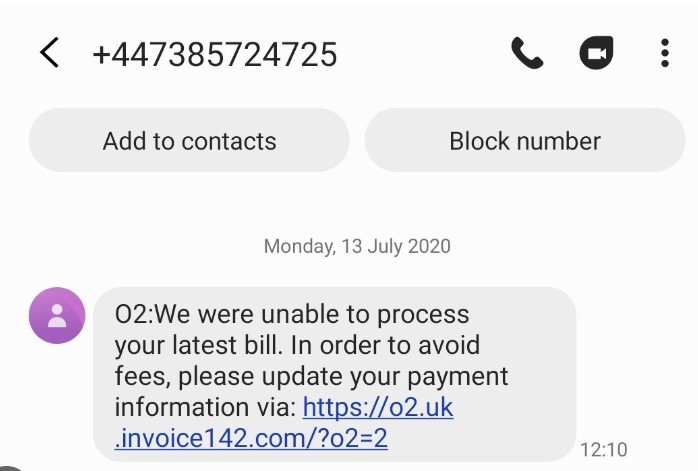 +447385724725
Add to contacts
Block number
Monday, 13 July 2020
O2:We were unable to process
your latest bill. In order to avoid
fees, please update your payment
information via: https://o2.uk
.invoice142.com/?o2=2
12:10